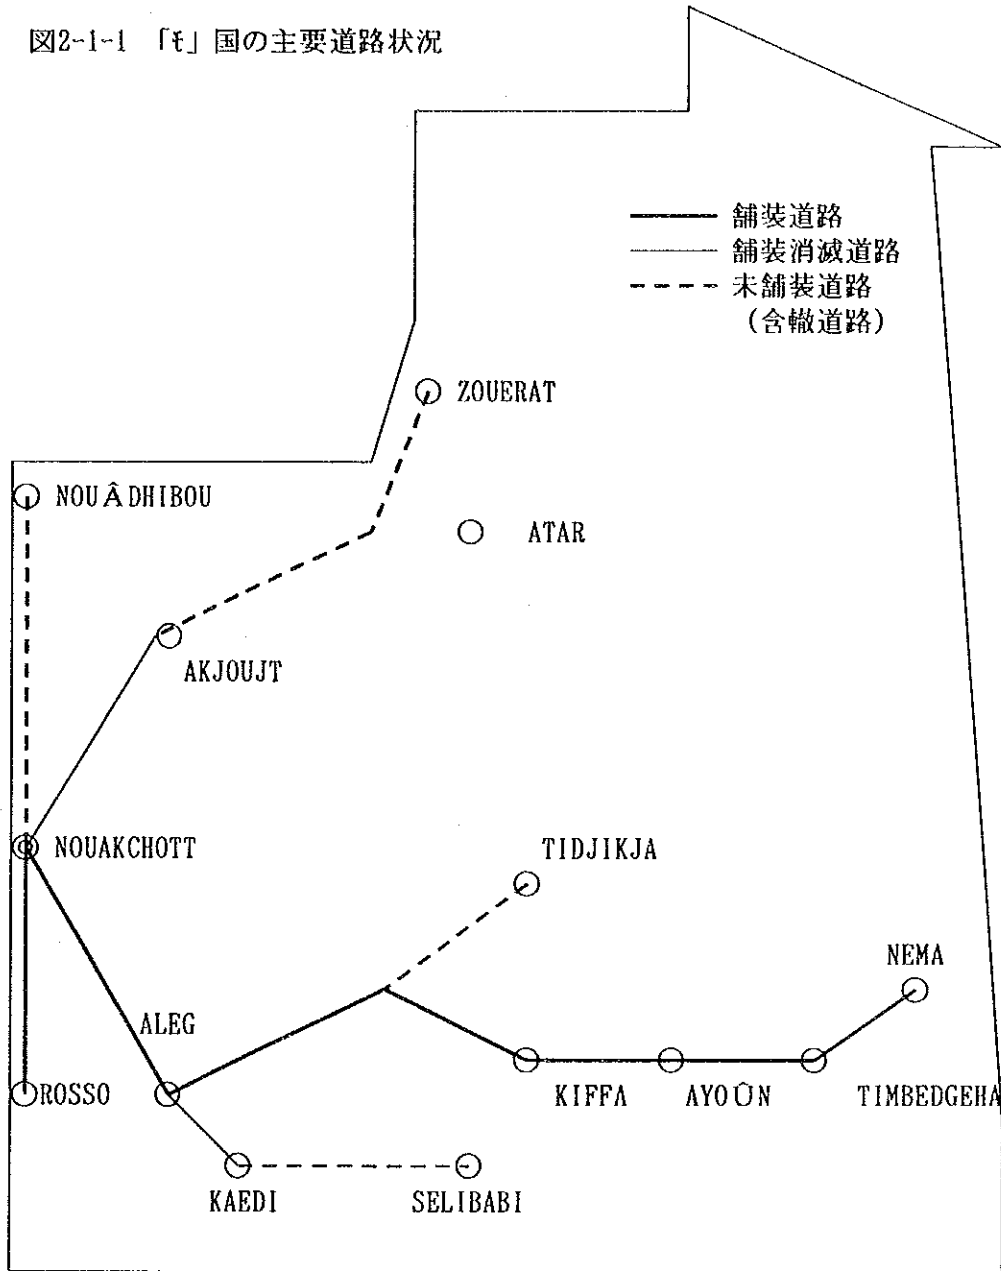 図2-1-1 「ﾓ」国の主要道路状況
舗装道路
舗装消滅道路
未舗装道路
(含轍道路)
ZOUERAT
NOUÂDHIBOU
ATAR
AKJOUJT
NOUAKCHOTT
TIDJIKJA
NEMA
ALEG
ROSSO
KIFFA
AYOÛN
TIMBEDGEHA
KAEDI
SELIBABI